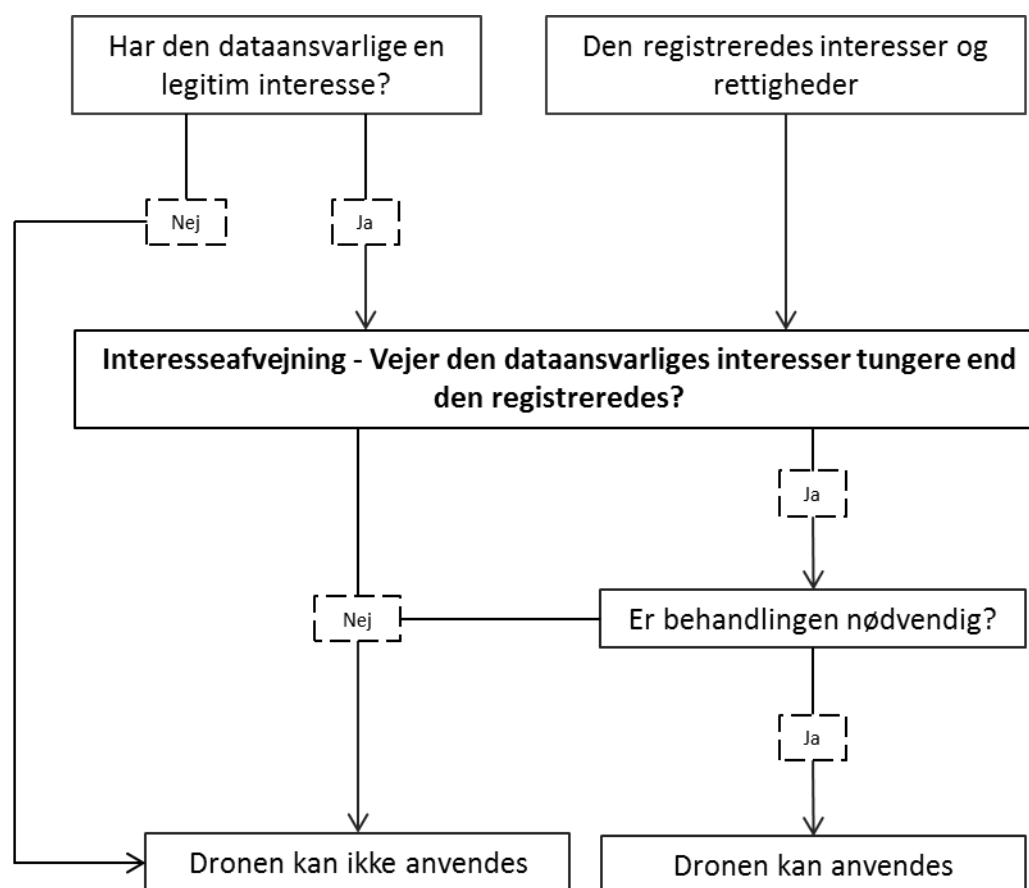 Har den dataansvarlige en
legitim interesse?
Den registreredes interesser og
rettigheder
Nej
Ja
Interesseafvejning - Vejer den dataansvarliges interesser tungere end
den registreredes?
Ja
Nej
Er behandlingen nødvendig?
Ja
Dronen kan ikke anvendes
Dronen kan anvendes